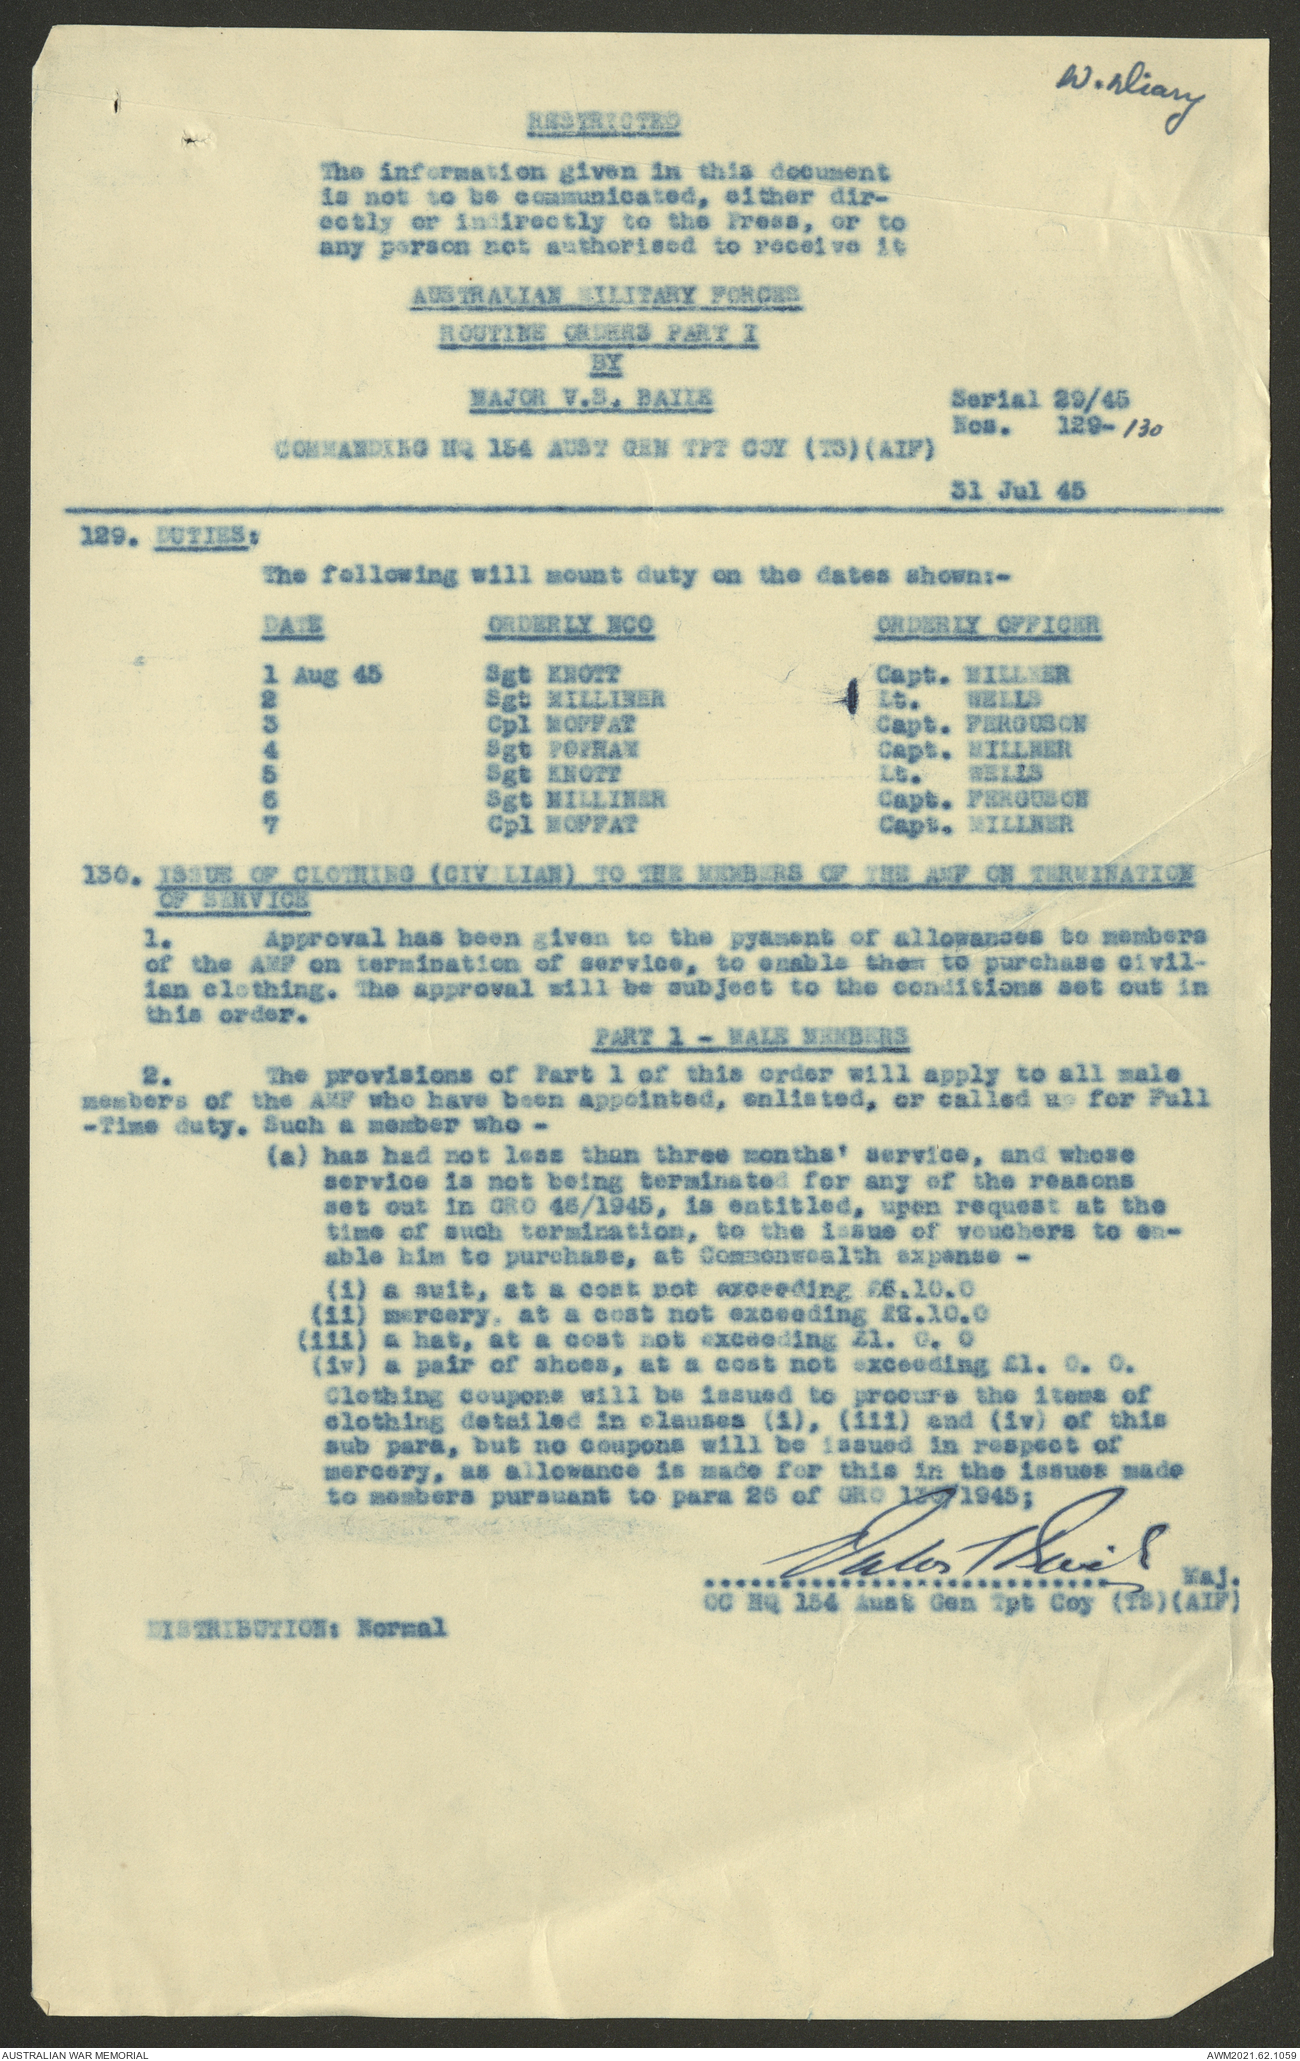 W. Diary
RESTRICTED
The information given in this document
is not to be communicated, either dir-
ectly or indirectly to the Press, or to
any person not authorised to receive it
AUSTRALIAN MILITARY FORCES
ROUTINE ORDERS PART I
BY
MAJOR V.B. BAILE
Serial 29/45
Nos. 129-130
COMMANDING HQ 154 AUST GEN TPT COY (TS)(AIF)
31 Jul 45
129. DUTIES:
The following will mount duty on the dates shown:-
DATE ORDERLY NCO ORDERLY OFFICER
1 Aug 45 Sgt KNOTT Capt. MILLNER
2 Sgt MILLINER Lt. WELLS
3 Cpl MOFFAT Capt. FERGUSON
4 Sgt POPHAM Capt. MILLNER
5 Sgt KNOTT Lt. WELLS
6 Sgt MILLINER Capt. FERGUSON
7 Cpl MOFFAT Capt. MILLNER
130. ISSUE OF CLOTHING (CIVILIAN) TO THE MEMBERS OF THE AMF ON TERMINATION
OF SERVICE
1. Approval has been given to the pyament of allowances to members
of the AMF on termination of service, to enable them to purchase civil-
ian clothing. The approval will be subject to the conditions set out in
this order.
PART 1 - MALE MEMBERS
2. The provisions of Part 1 of this order will apply to all male
members of the AMF who have been appointed, enlisted, or called up for Full
-Time duty. Such a member who -
(a) has had not less than three months' service, and whose
service is not being terminated for any of the reasons
set out in GRO 46/1945, is entitled, upon request at the
time of such termination, to the issue of vouchers to en-
able him to purchase, at Commonwealth expense -
(i) a suit, at a cost not exceeding £6.10.0
(ii) mercery, at a cost not exceeding £2.10.0
(iii) a hat, at a cost not exceeding £1. 0. 0
(iv) a pair of shoes, at a cost not exceeding £1. 0. 0.
Clothing coupons will be issued to procure the items of
clothing detailed in clauses (i), (iii) and (iv) of this
sub para, but no coupons will be issued in respect of
mercery, as allowance is made for this in the issues made
to members pursuant to para 26 of GRO /1945;
Maj.
OC HQ 154 Aust Gen Tpt Coy (TS)(AIF)
DISTRIBUTION: Normal
AUSTRALIAN WAR MEMORIAL
AWM2021.62.1059